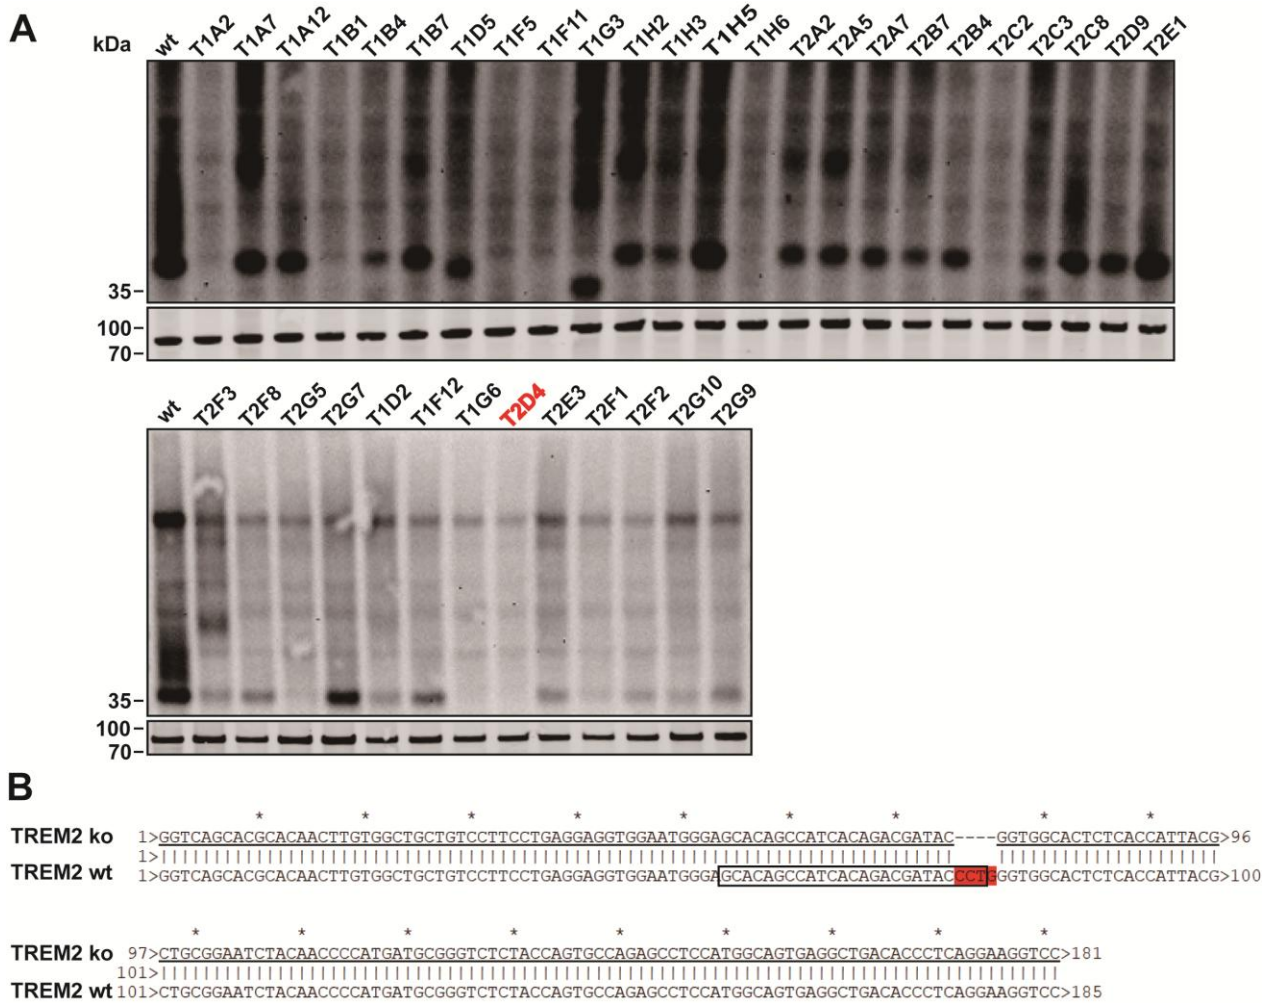 A
kDa wt T1A2 T1A7 T1A12 T1B1 T1B4 T1B7 T1D5 T1F5 T1F11 T1G3 T1H2 T1H3 T1H5 T1H6 T2A2 T2A5 T2A7 T2B7 T2B4 T2C2 T2C3 T2C8 T2D9 T2E1
35
100
70
wt T2F3 T2F8 T2G5 T2G7 T1D2 T1F12 T1G6 T2D4 T2E3 T2F1 T2F2 T2G10 T2G9
35
100
70
B
* * * * * * * * *
TREM2 ko 1>GGTCAGCACGCACAACTTGTGGCTGCTGTCCTTCCTGAGGAGGTGGAATGGGAGCACAGCCATCACAGACGATAC----GGTGGCACTCTCACCATTACG>96
1>
TREM2 wt 1>GGTCAGCACGCACAACTTGTGGCTGCTGTCCTTCCTGAGGAGGTGGAATGGGAGCACAGCCATCACAGACGATACCCTGGGTGGCACTCTCACCATTACG>100
* * * * * * * * *
TREM2 ko 97>CTGCGGAATCTACAACCCCATGATGCGGGTCTCTACCAGTGCCAGAGCCTCCATGGCAGTGAGGCTGACACCCTCAGGAAGGTCC>181
101>
TREM2 wt 101>CTGCGGAATCTACAACCCCATGATGCGGGTCTCTACCAGTGCCAGAGCCTCCATGGCAGTGAGGCTGACACCCTCAGGAAGGTCC>185